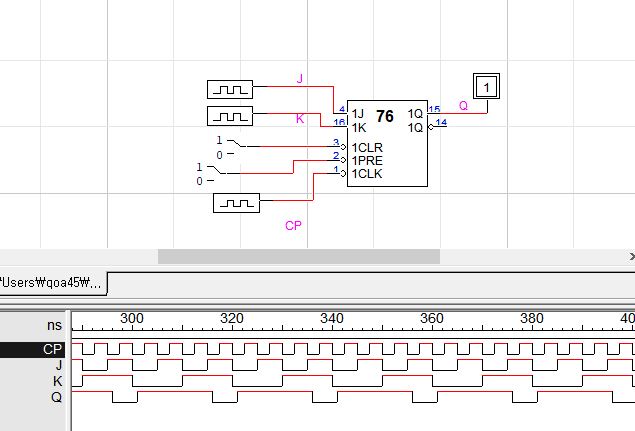 J
K
4 1J 76 1Q 15
16 1K 1Q 14
3 1CLR
2 1PRE
1 1CLK
1
0
1
0
1
Q
CP
\Users\qoa45\...
ns 300 320 340 360 380 40
CP
J
K
Q